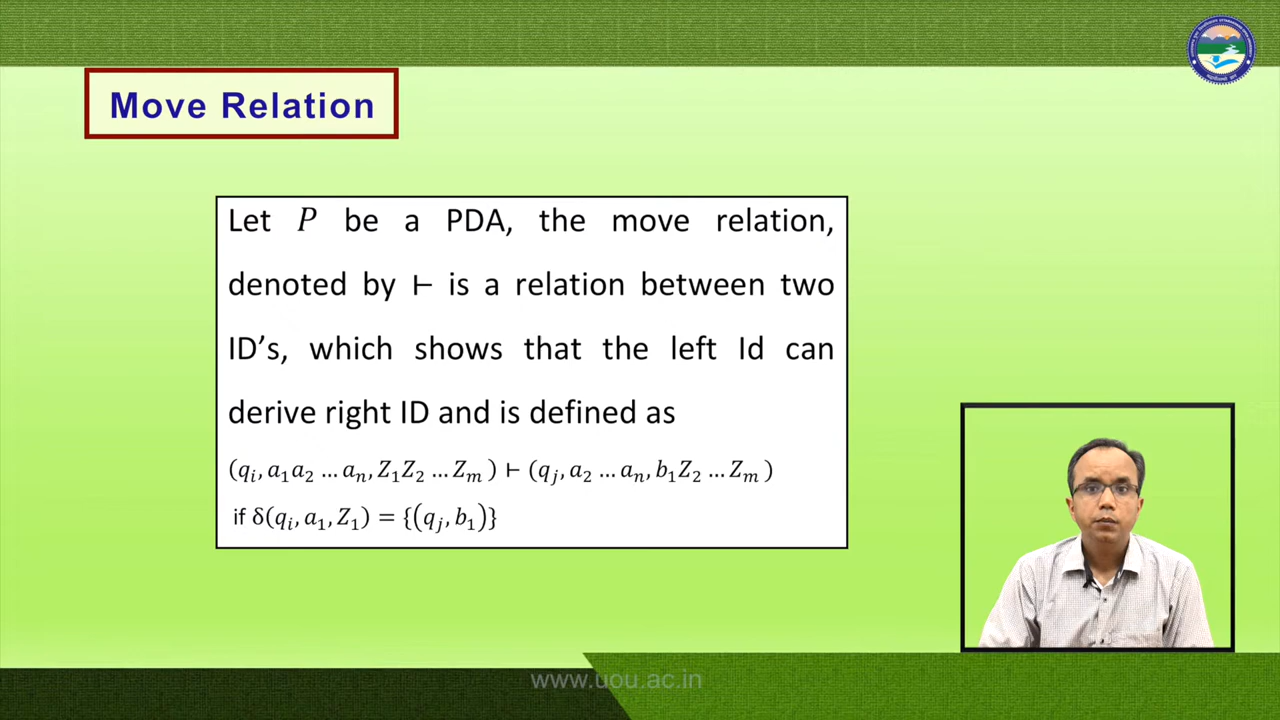 Move Relation
Let P be a PDA, the move relation,
denoted by ⊢ is a relation between two
ID’s, which shows that the left Id can
derive right ID and is defined as
(qᵢ, a₁a₂ … aₙ, Z₁Z₂ … Zₘ ) ⊢ (qⱼ, a₂ … aₙ, b₁Z₂ … Zₘ )
if δ(qᵢ, a₁, Z₁) = {(qⱼ, b₁)}
www.uou.ac.in